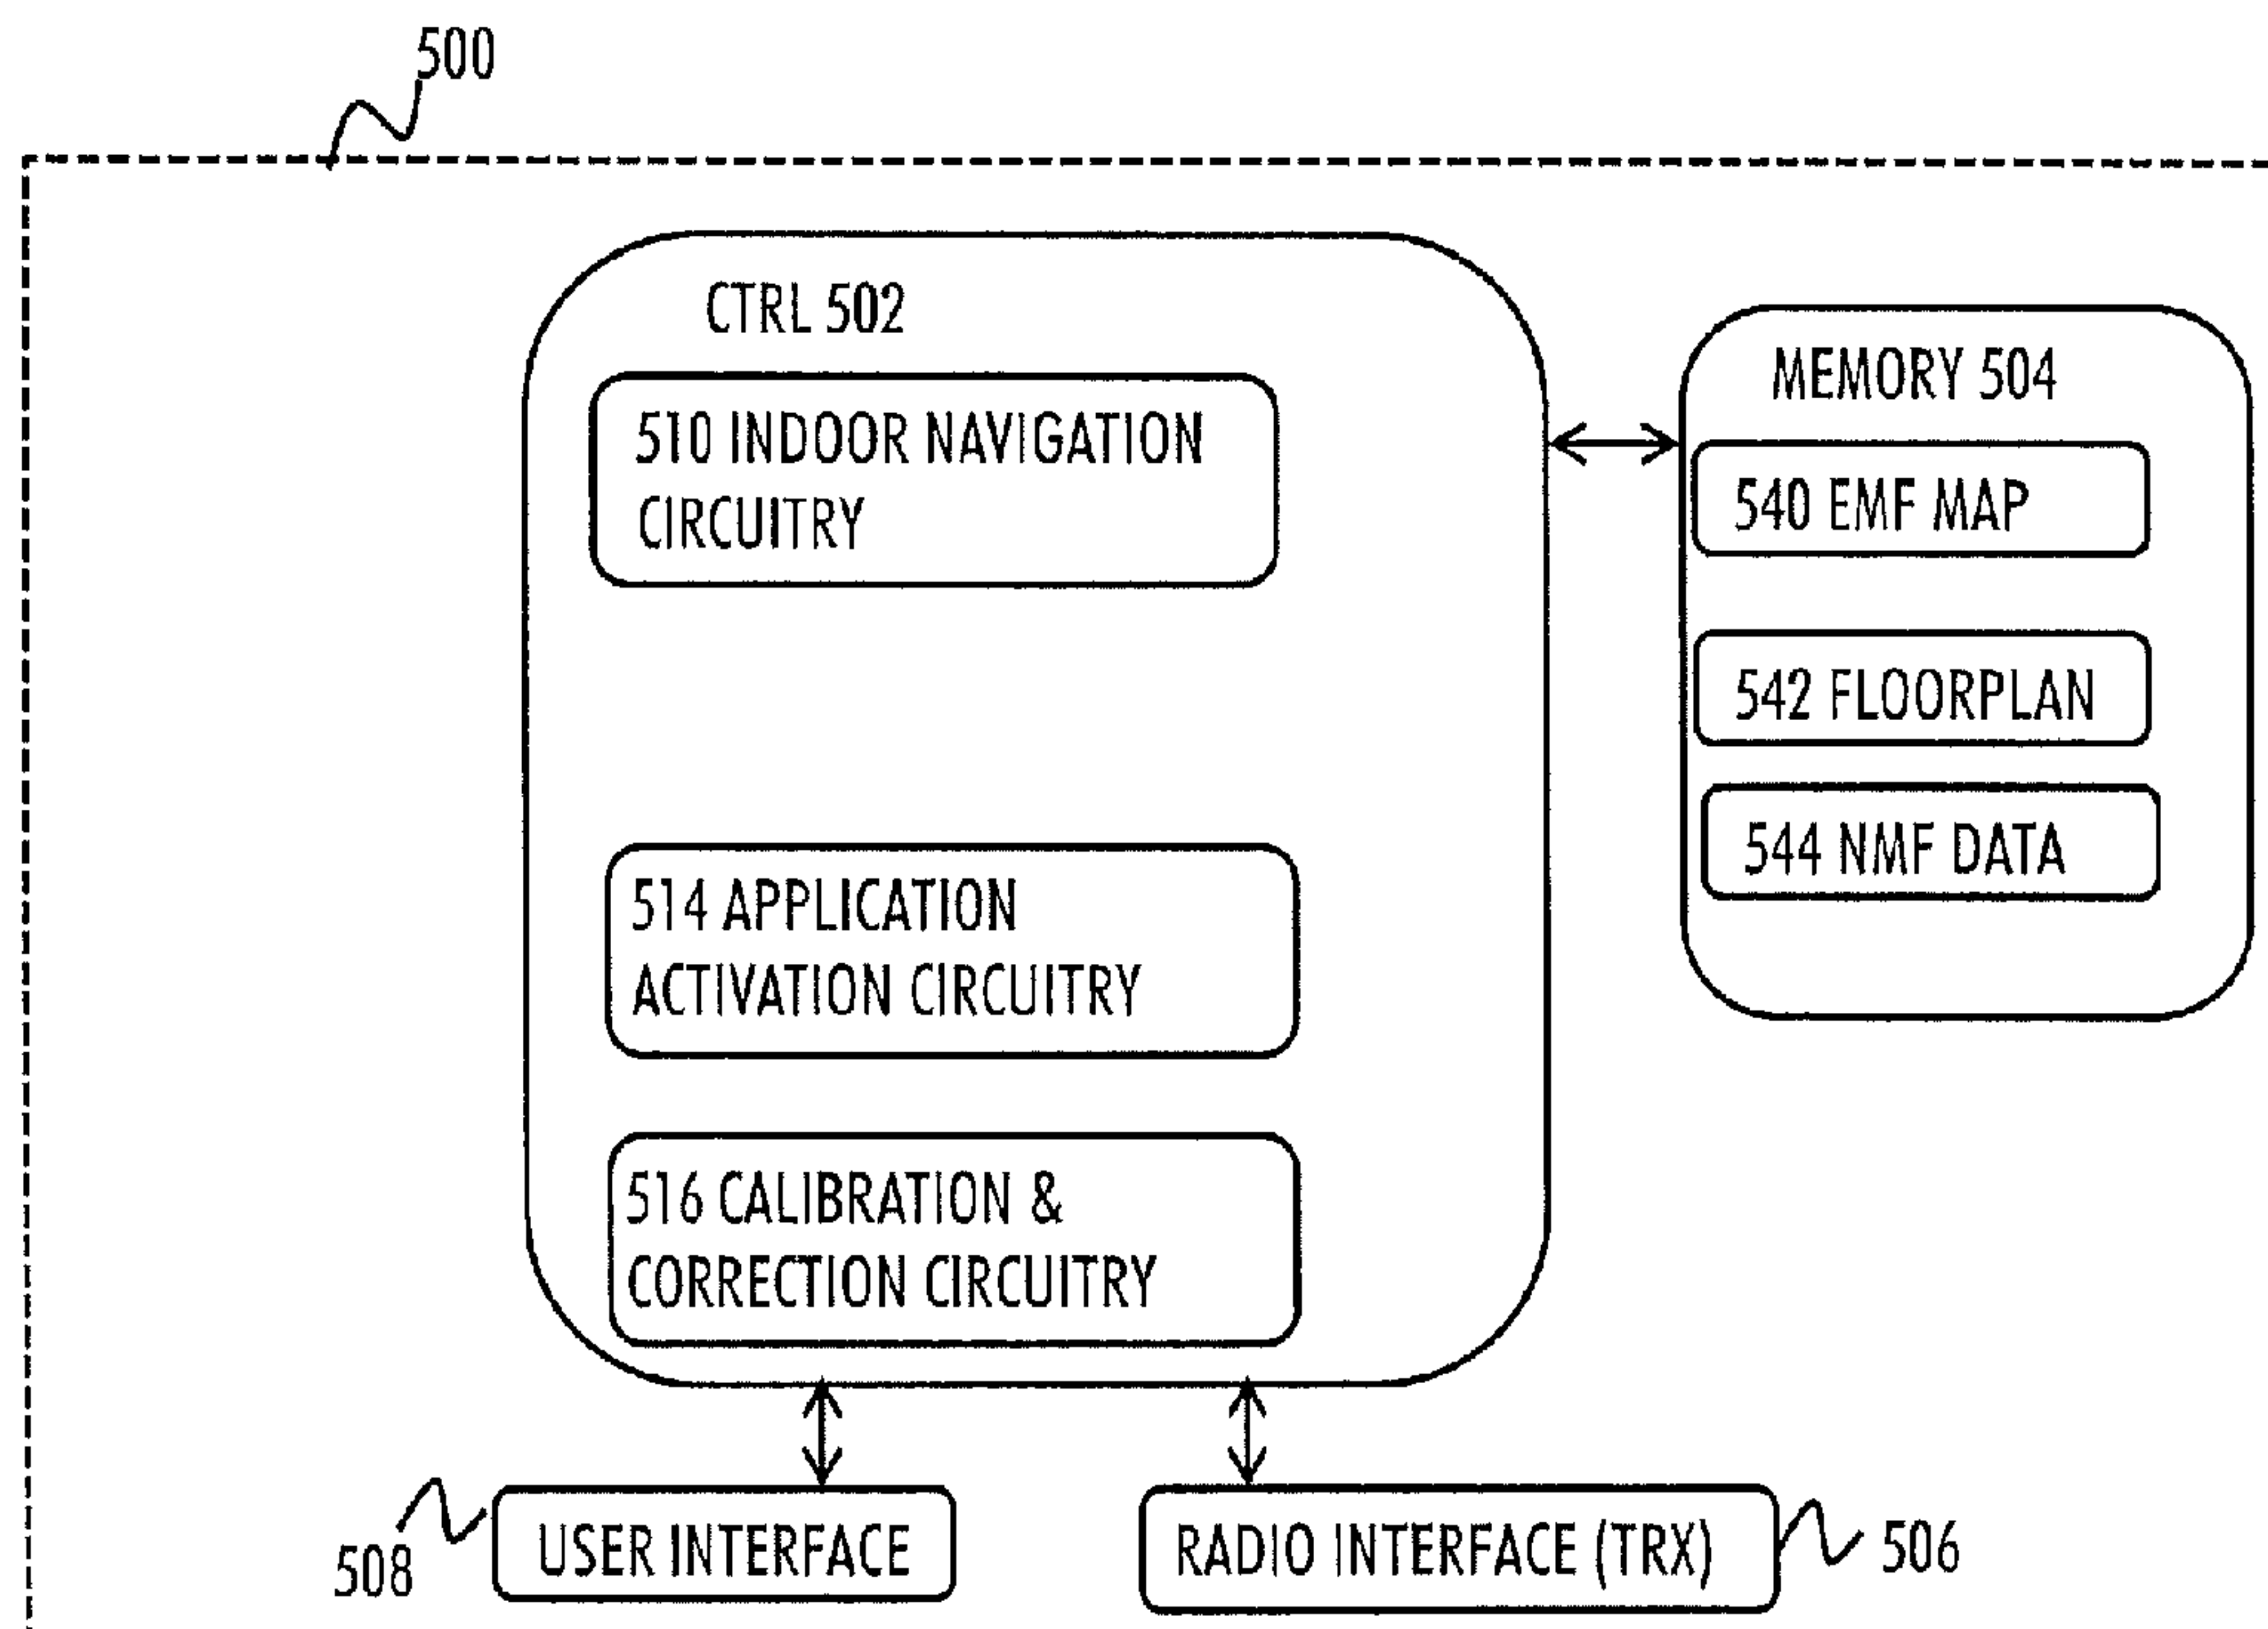 500
CTRL 502
510 INDOOR NAVIGATION
CIRCUITRY
514 APPLICATION
ACTIVATION CIRCUITRY
516 CALIBRATION &
CORRECTION CIRCUITRY
MEMORY 504
540 EMF MAP
542 FLOORPLAN
544 NMF DATA
508
USER INTERFACE
RADIO INTERFACE (TRX)
506